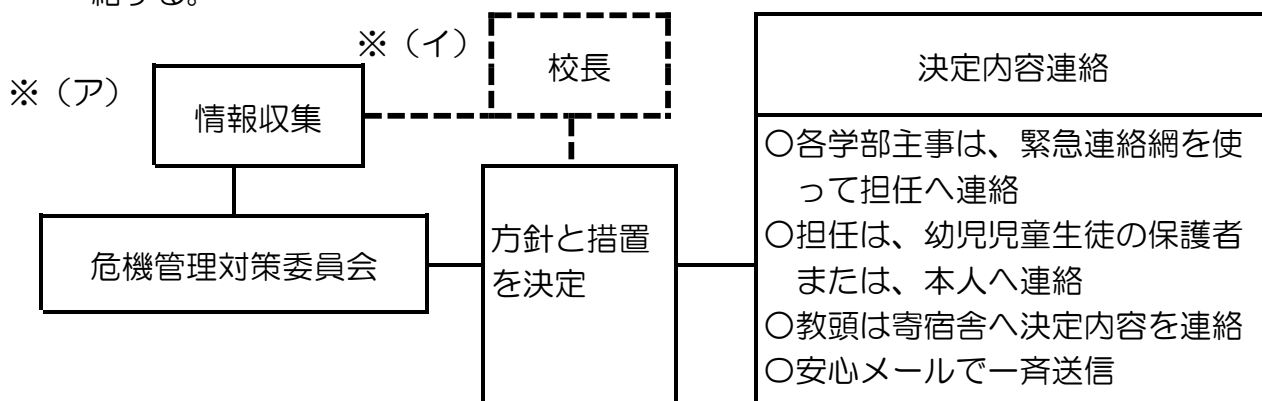 絡する。
※（イ）
校長
決定内容連絡
※（ア）
情報収集
〇各学部主事は、緊急連絡網を使
って担任へ連絡
方針と措置
を決定
〇担任は、幼児児童生徒の保護者
または、本人へ連絡
危機管理対策委員会
〇教頭は寄宿舎へ決定内容を連絡
〇安心メールで一斉送信